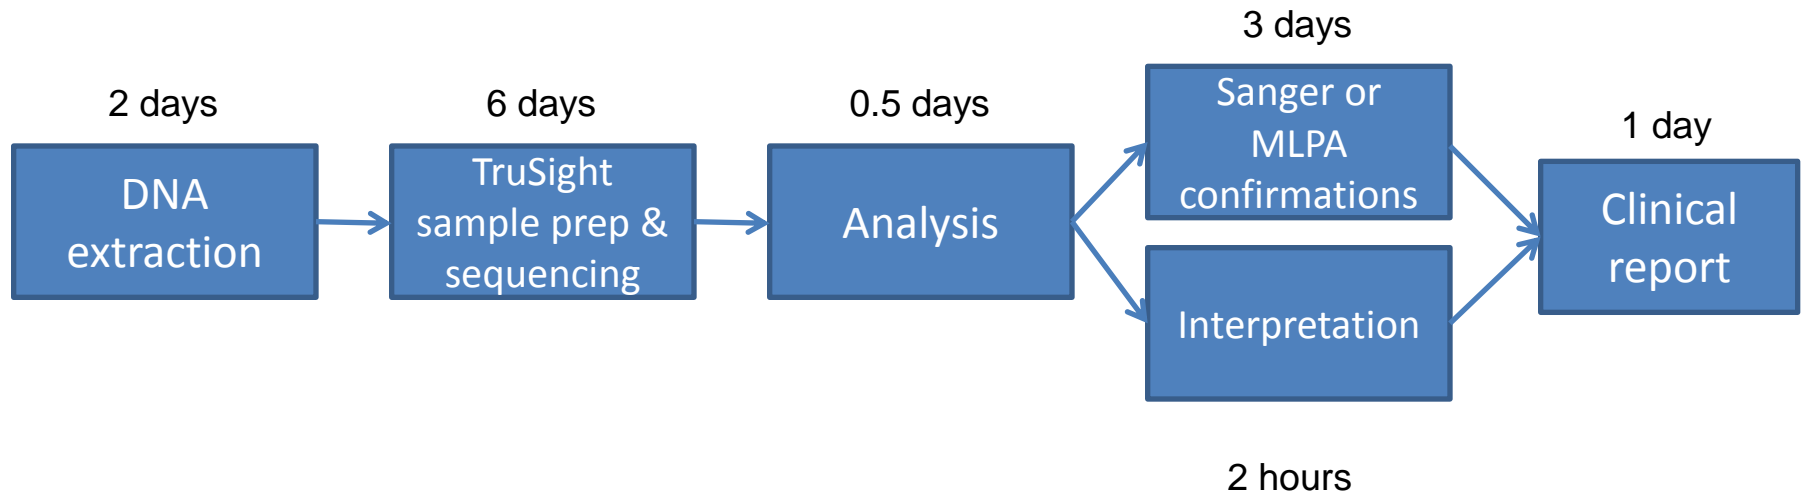 2 days
DNA
extraction
6 days
TruSight
sample prep &
sequencing
0.5 days
Analysis
3 days
Sanger or
MLPA
confirmations
Interpretation
2 hours
1 day
Clinical
report